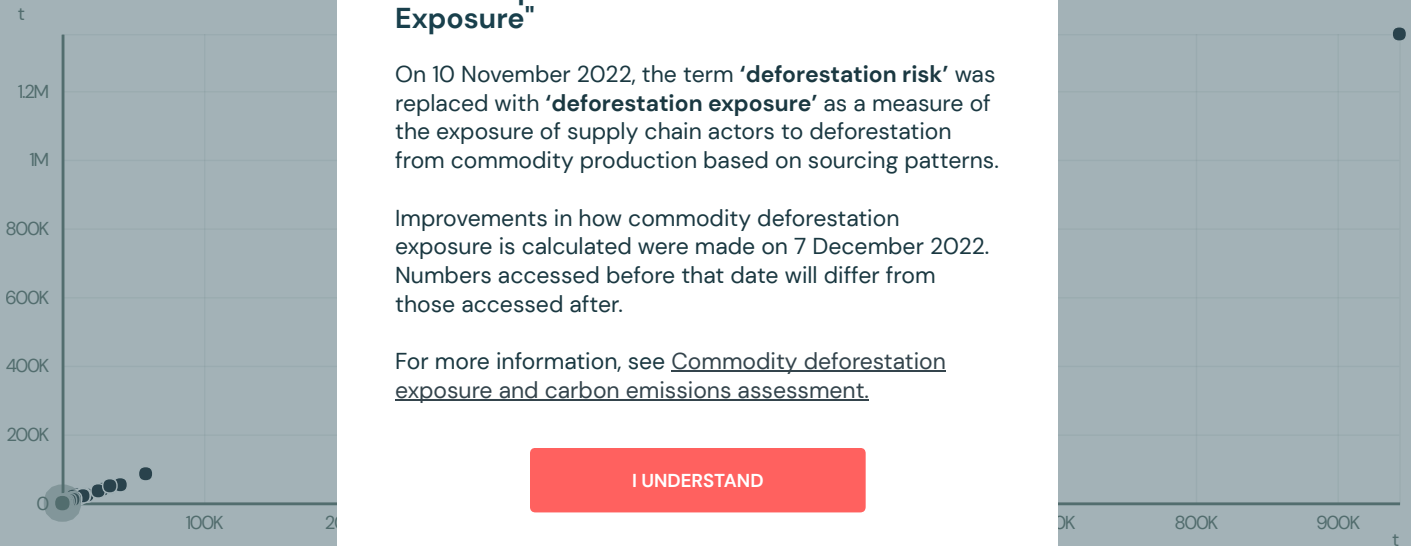 Exposure"
On 10 November 2022, the term ‘deforestation risk’ was
replaced with ‘deforestation exposure’ as a measure of
the exposure of supply chain actors to deforestation
from commodity production based on sourcing patterns.
Improvements in how commodity deforestation
exposure is calculated were made on 7 December 2022.
Numbers accessed before that date will differ from
those accessed after.
For more information, see Commodity deforestation
exposure and carbon emissions assessment.
I UNDERSTAND
t
1.2M
1M
800K
600K
400K
200K
0
100K
800K
900K
t